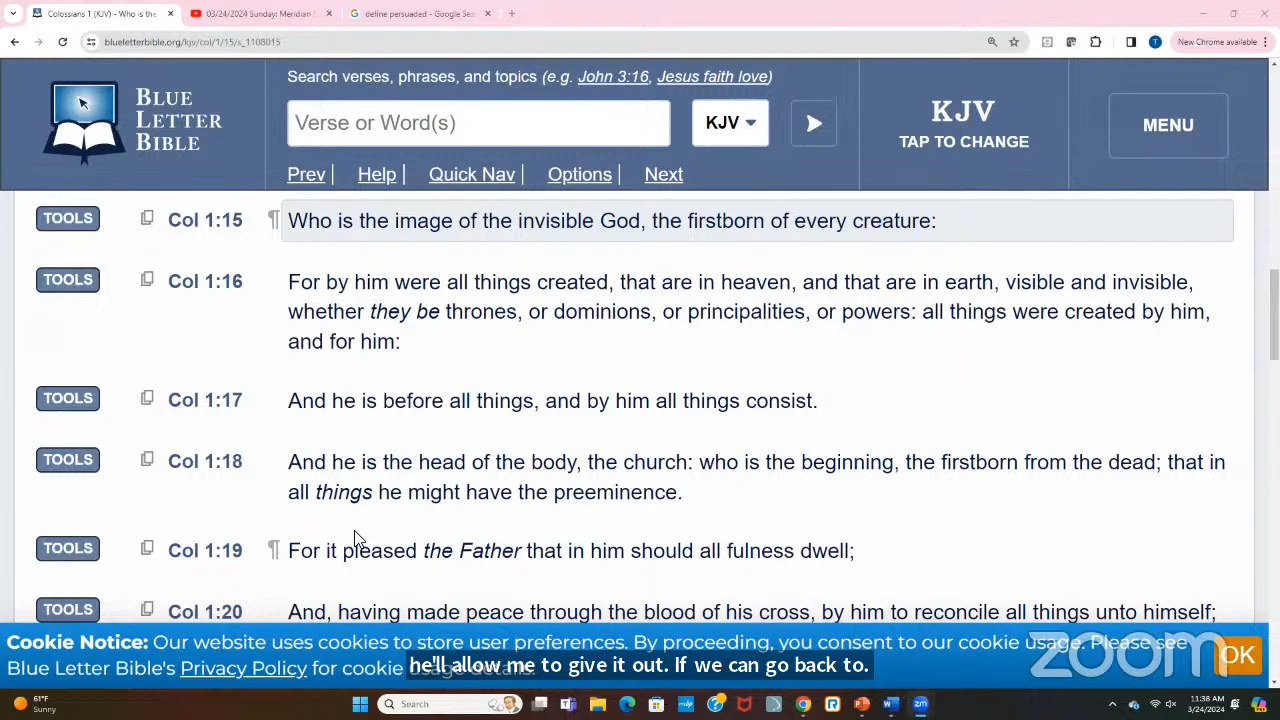 Colossians 1 (KJV) - Who is the
03/24/2024 Sunday: Meridian
define persuaded - Google Sea
blueletterbible.org/kjv/col/1/15/s_1108015
New Chrome available
Search verses, phrases, and topics (e.g. John 3:16, Jesus faith love)
BLUE
LETTER
BIBLE
Verse or Word(s)
KJV
KJV
TAP TO CHANGE
MENU
Prev | Help | Quick Nav | Options | Next
TOOLS Col 1:15 ¶ Who is the image of the invisible God, the firstborn of every creature:
TOOLS Col 1:16 For by him were all things created, that are in heaven, and that are in earth, visible and invisible,
whether they be thrones, or dominions, or principalities, or powers: all things were created by him,
and for him:
TOOLS Col 1:17 And he is before all things, and by him all things consist.
TOOLS Col 1:18 And he is the head of the body, the church: who is the beginning, the firstborn from the dead; that in
all things he might have the preeminence.
TOOLS Col 1:19 ¶ For it pleased the Father that in him should all fulness dwell;
TOOLS Col 1:20 And, having made peace through the blood of his cross, by him to reconcile all things unto himself;
Cookie Notice: Our website uses cookies to store user preferences. By proceeding, you consent to our cookie usage. Please see
Blue Letter Bible's Privacy Policy for cookie usage details.
he'll allow me to give it out. If we can go back to.
zoom
OK
61°F
Sunny
Search
11:38 AM
3/24/2024